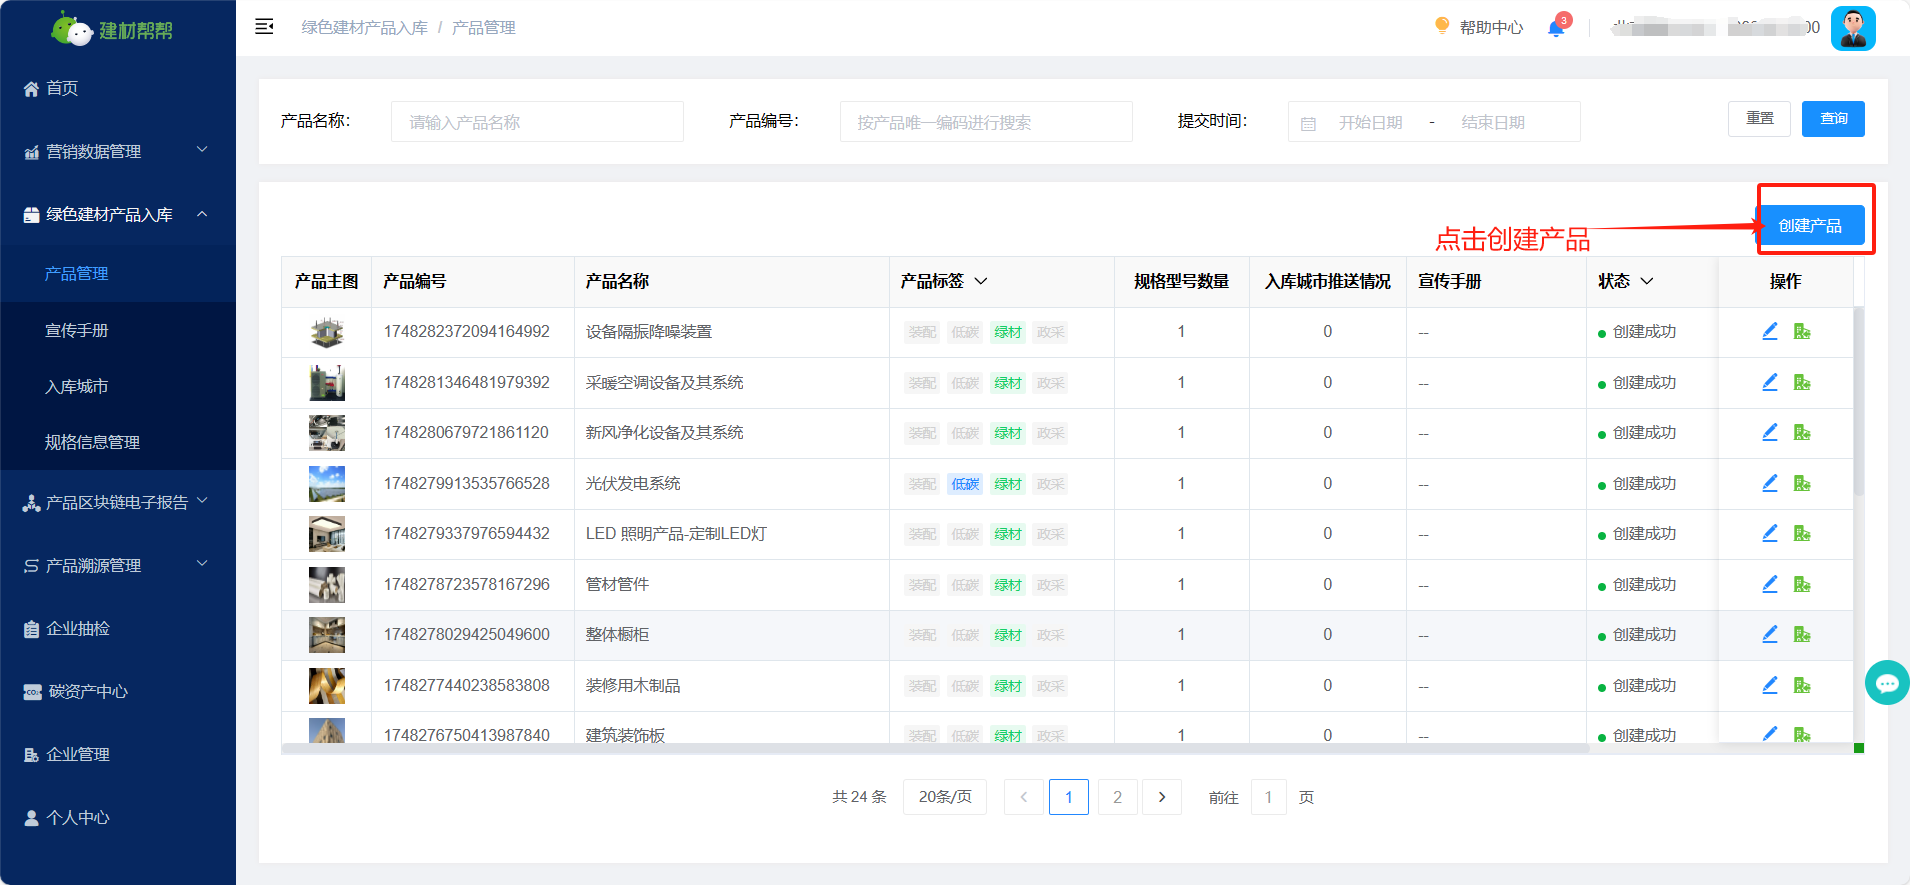 建材帮帮
绿色建材产品入库 / 产品管理
帮助中心
3
00
首页
营销数据管理
绿色建材产品入库
产品管理
宣传手册
入库城市
规格信息管理
产品区块链电子报告
产品溯源管理
企业抽检
碳资产中心
企业管理
个人中心
产品名称: 请输入产品名称 产品编号: 按产品唯一编码进行搜索 提交时间: 开始日期 - 结束日期 重置 查询
点击创建产品 创建产品
产品主图 产品编号 产品名称 产品标签 规格型号数量 入库城市推送情况 宣传手册 状态 操作
1748282372094164992 设备隔振降噪装置 装配 低碳 绿材 政采 1 0 -- 创建成功
1748281346481979392 采暖空调设备及其系统 装配 低碳 绿材 政采 1 0 -- 创建成功
1748280679721861120 新风净化设备及其系统 装配 低碳 绿材 政采 1 0 -- 创建成功
1748279913535766528 光伏发电系统 装配 低碳 绿材 政采 1 0 -- 创建成功
1748279337976594432 LED 照明产品-定制LED灯 装配 低碳 绿材 政采 1 0 -- 创建成功
1748278723578167296 管材管件 装配 低碳 绿材 政采 1 0 -- 创建成功
1748278029425049600 整体橱柜 装配 低碳 绿材 政采 1 0 -- 创建成功
1748277440238583808 装修用木制品 装配 低碳 绿材 政采 1 0 -- 创建成功
1748276750413987840 建筑装饰板 装配 低碳 绿材 政采 1 0 -- 创建成功
共 24 条 20条/页 1 2 前往 1 页